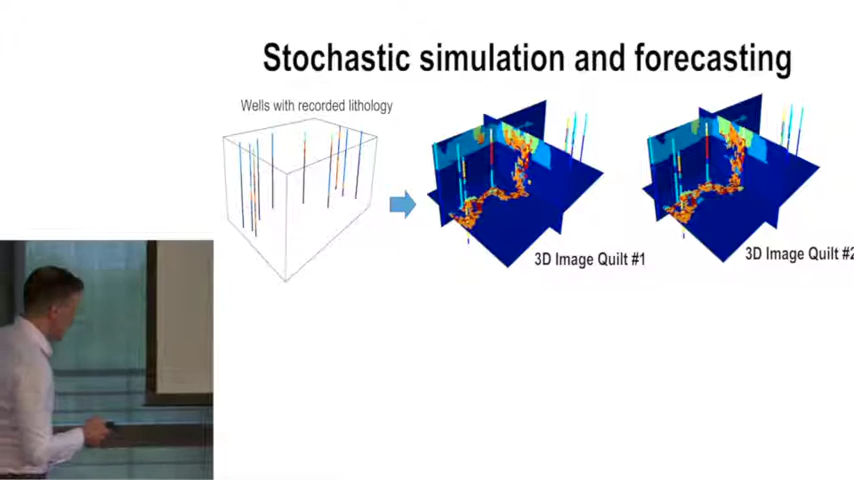 Stochastic simulation and forecasting
Wells with recorded lithology
3D Image Quilt #1
3D Image Quilt #2